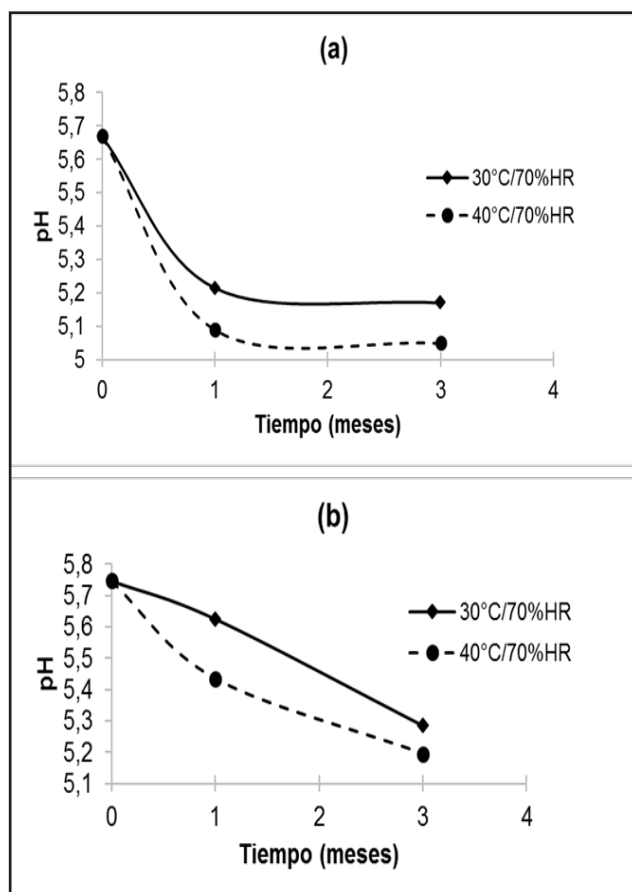 (a)
5,8
5,7
5,6
5,5
5,4
5,3
5,2
5,1
5
pH
30°C/70%HR
40°C/70%HR
0 1 2 3 4
Tiempo (meses)
(b)
5,8
5,7
5,6
5,5
5,4
5,3
5,2
5,1
pH
30°C/70%HR
40°C/70%HR
0 1 2 3 4
Tiempo (meses)